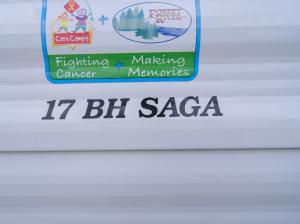 Care Camps
+
FOREST RIVER
Fighting + Making
Cancer Memories
17 BH SAGA